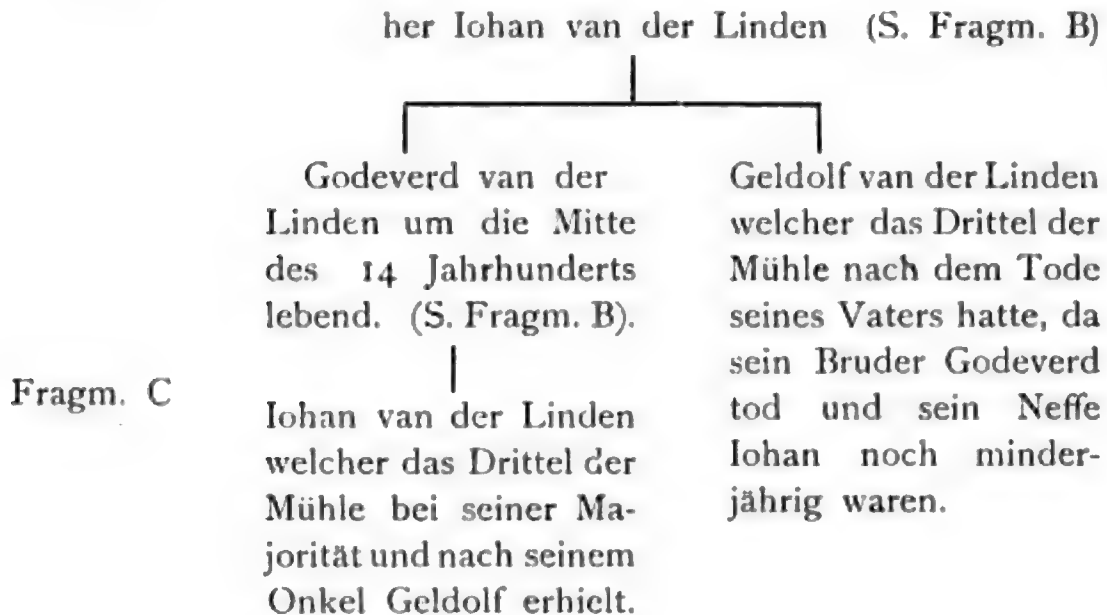 her Iohan van der Linden (S. Fragm. B)
Godeverd van der
Linden um die Mitte
des 14 Jahrhunderts
lebend. (S. Fragm. B).
Geldolf van der Linden
welcher das Drittel der
Mühle nach dem Tode
seines Vaters hatte, da
sein Bruder Godeverd
tod und sein Neffe
Iohan noch minder-
jährig waren.
Fragm. C
Iohan van der Linden
welcher das Drittel der
Mühle bei seiner Ma-
jorität und nach seinem
Onkel Geldolf erhielt.